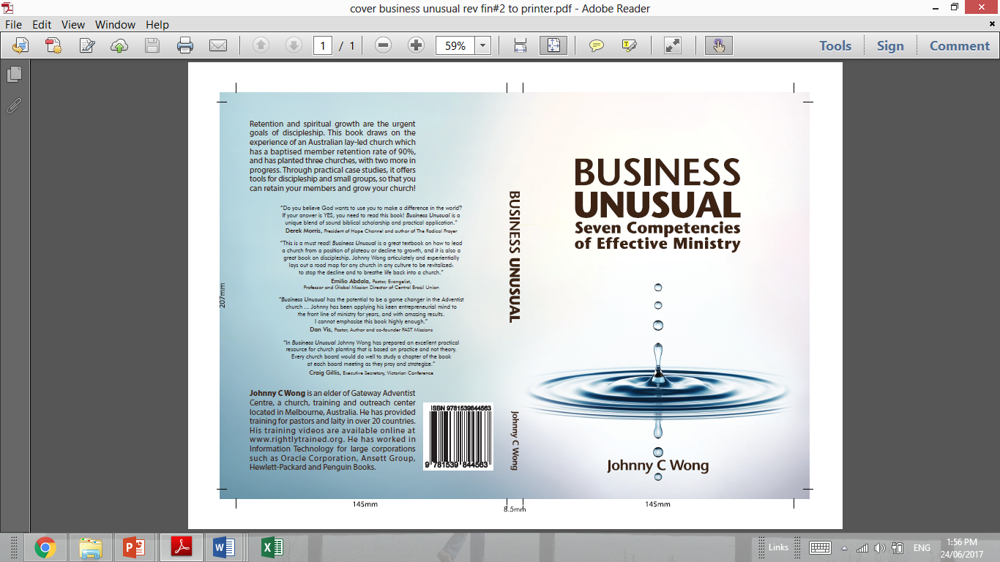 cover business unusual rev fin#2 to printer.pdf - Adobe Reader
File Edit View Window Help
1 / 1 59% Tools Sign Comment
Retention and spiritual growth are the urgent
goals of discipleship. This book draws on the
experience of an Australian lay-led church which
has a baptised member retention rate of 90%,
and has planted three churches, with two more in
progress. Through practical case studies, it offers
tools for discipleship and small groups, so that you
can retain your members and grow your church!
"Do you believe God wants to use you to make a difference in the world?
If your answer is YES, you need to read this book! Business Unusual is a
unique blend of sound biblical scholarship and practical application."
Derek Morris, President of Hope Channel and author of The Radical Prayer
"This is a must read! Business Unusual is a great textbook on how to lead
a church from a position of plateau or decline to growth, and it is also a
great book on discipleship. Johnny Wong articulately and experientially
lays out a road map for any church in any culture to be revitalized:
to stop the decline and to breathe life back into a church."
Emilio Abdala, Pastor, Evangelist,
Professor and Global Mission Director of Central Brazil Union
"Business Unusual has the potential to be a game changer in the Adventist
church ... Johnny has been applying his keen entrepreneurial mind to
the front line of ministry for years, and with amazing results.
I cannot emphasize this book highly enough."
Dan Vis, Pastor, Author and co-founder FAST Missions
"In Business Unusual Johnny Wong has prepared an excellent practical
resource for church planting that is based on practice and not theory.
Every church board would do well to study a chapter of the book
at each board meeting as they pray and strategize."
Craig Gillis, Executive Secretary, Victorian Conference
Johnny C Wong is an elder of Gateway Adventist
Centre, a church, training and outreach center
located in Melbourne, Australia. He has provided
training for pastors and laity in over 20 countries.
His training videos are available online at
www.rightlytrained.org. He has worked in
Information Technology for large corporations
such as Oracle Corporation, Ansett Group,
Hewlett-Packard and Penguin Books.
ISBN 9781539844563
9 781539 844563
207mm
145mm
BUSINESS UNUSUAL
Johnny C Wong
8.5mm
BUSINESS
UNUSUAL
Seven Competencies
of Effective Ministry
Johnny C Wong
145mm
Links ENG 1:56 PM
24/06/2017